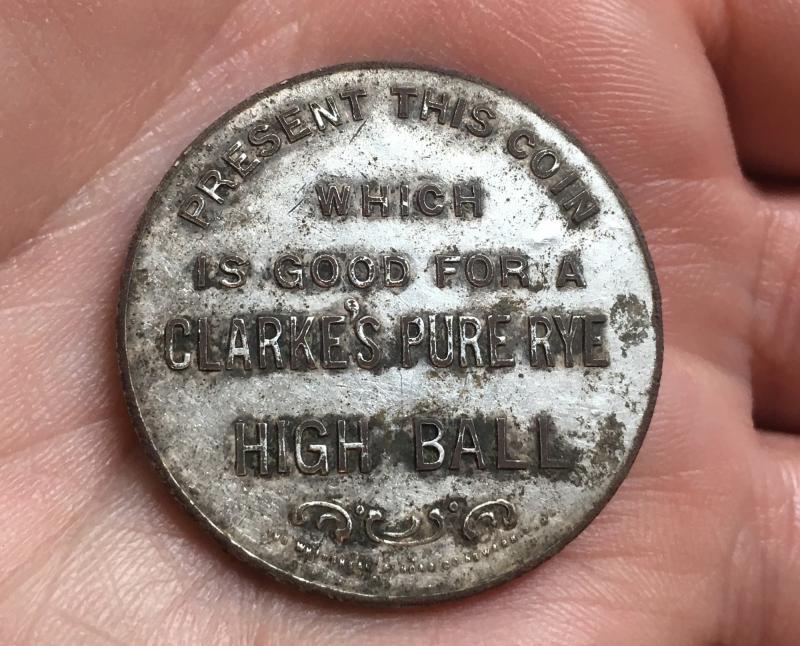 PRESENT THIS COIN
WHICH
IS GOOD FOR A
CLARKE'S PURE RYE
HIGH BALL